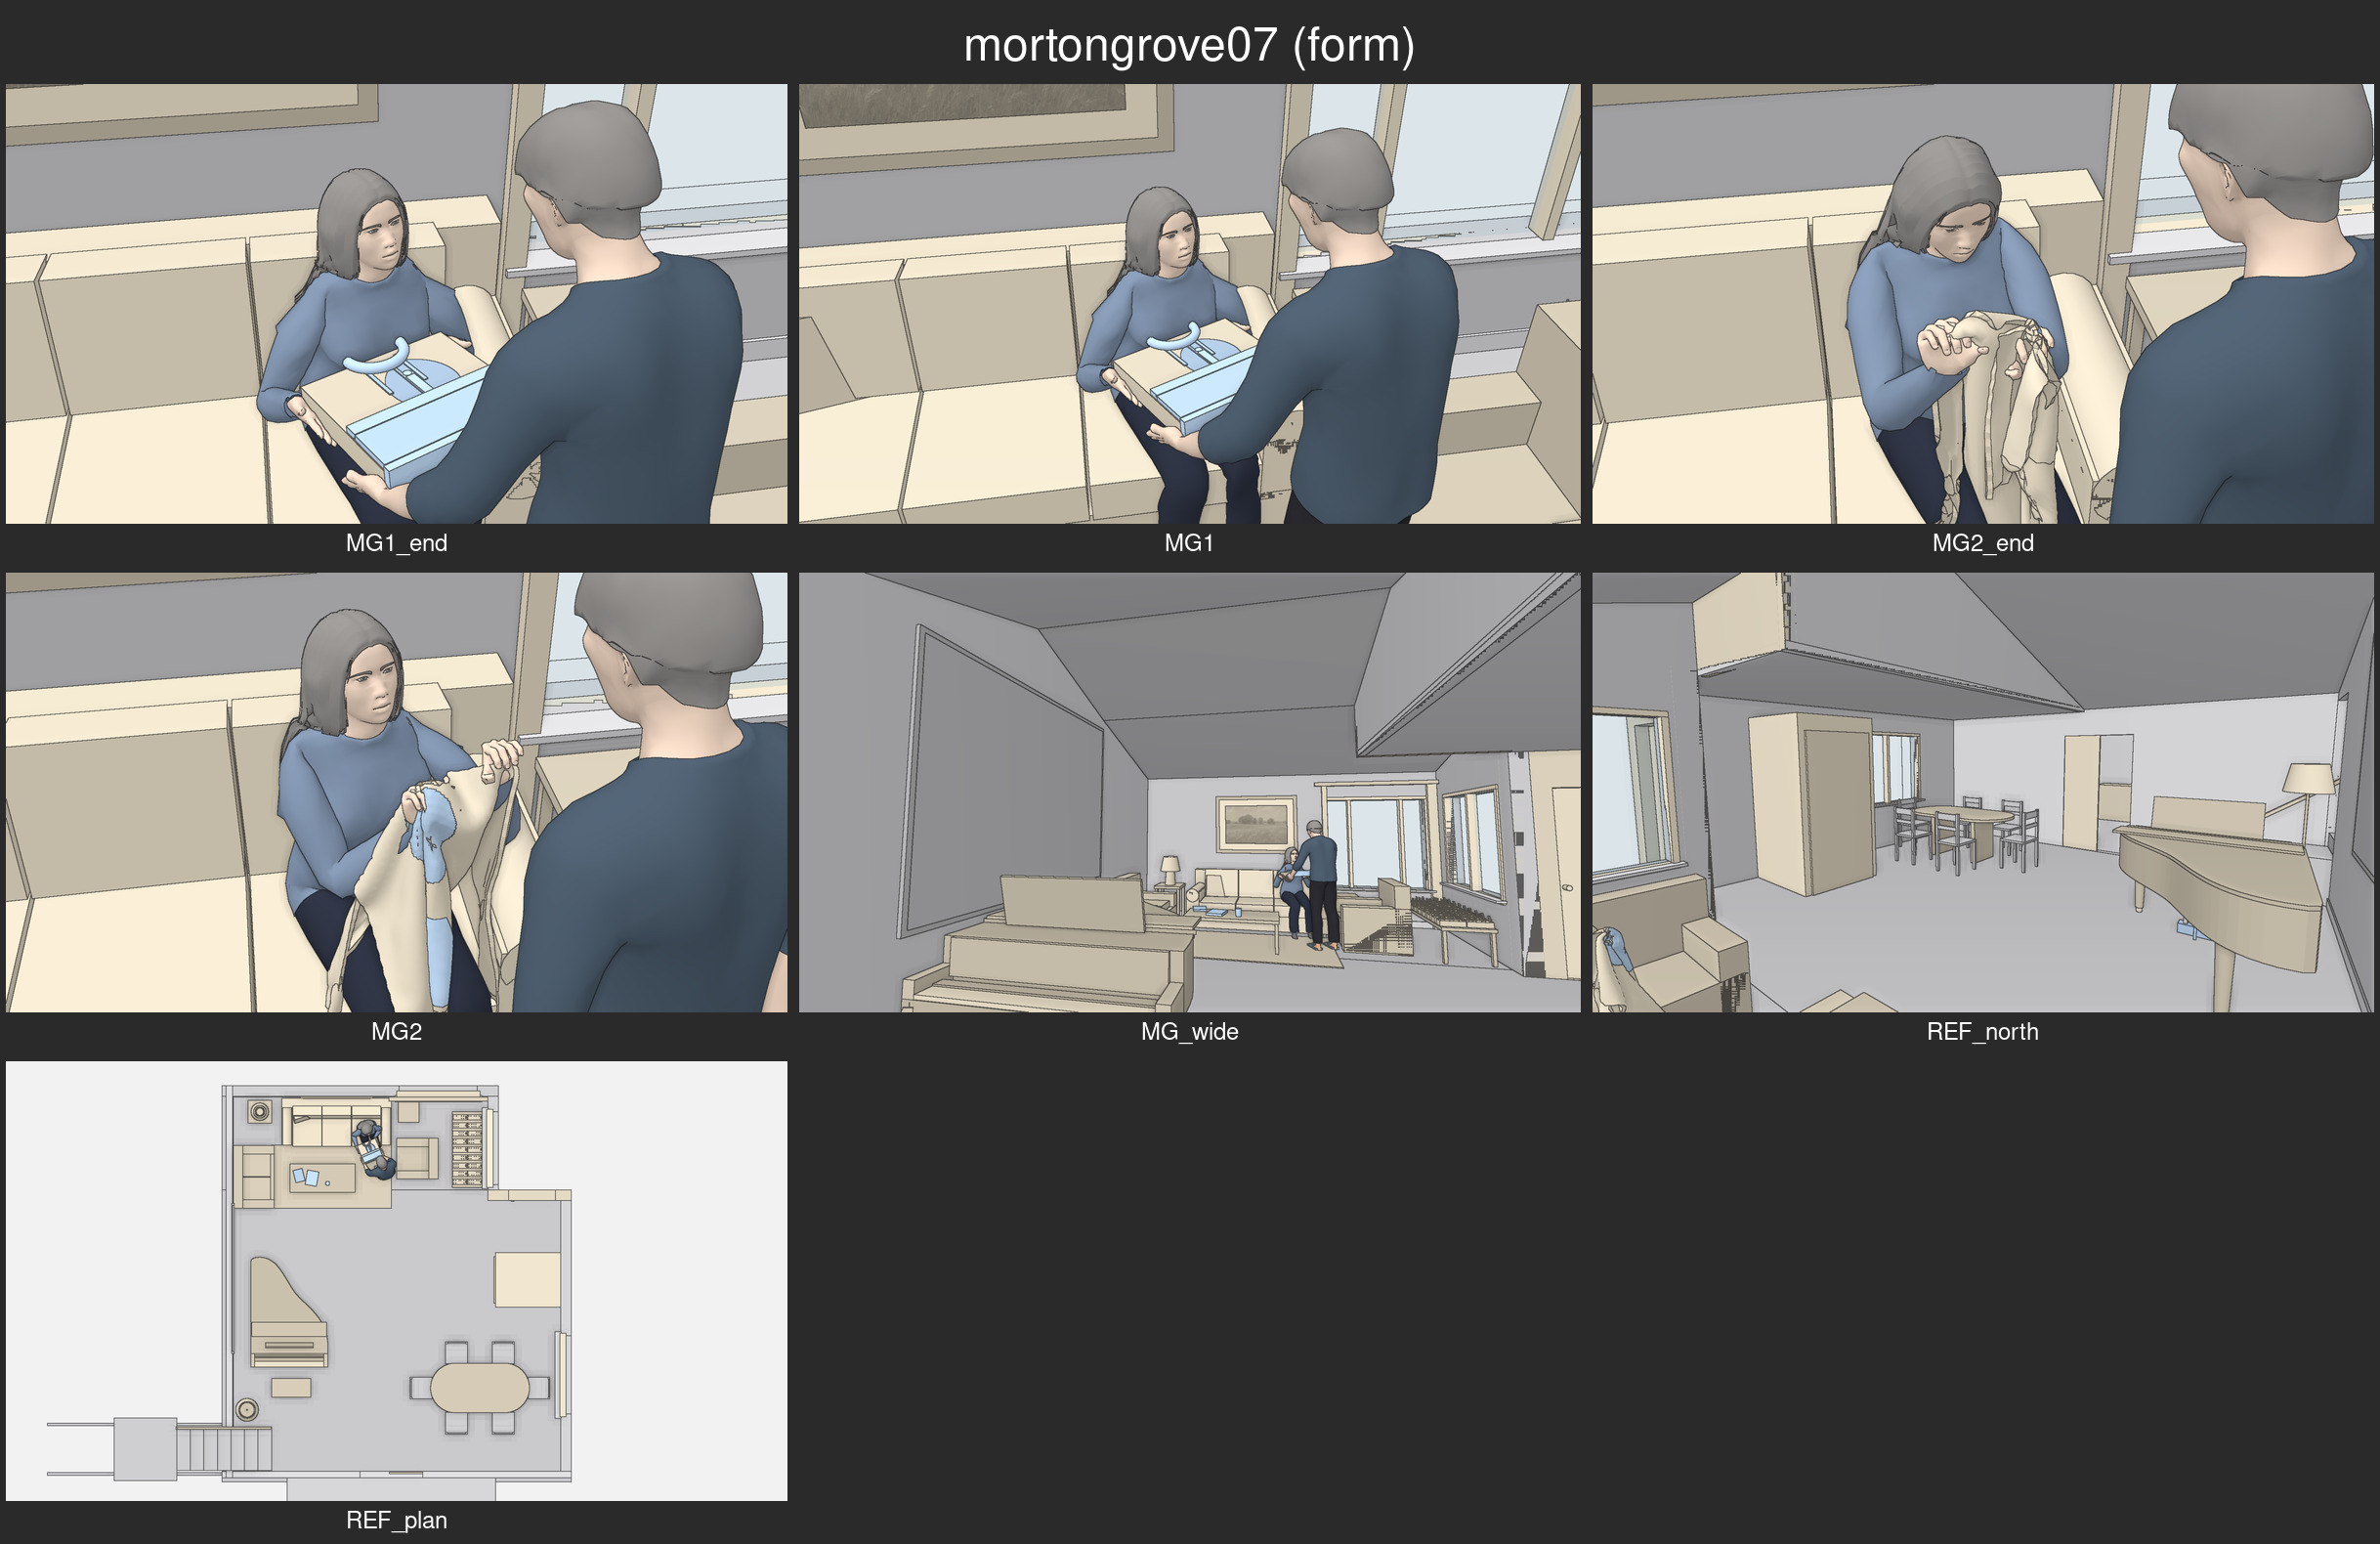 mortongrove07 (form)
MG1_end
MG1
MG2_end
MG2
MG_wide
REF_north
REF_plan